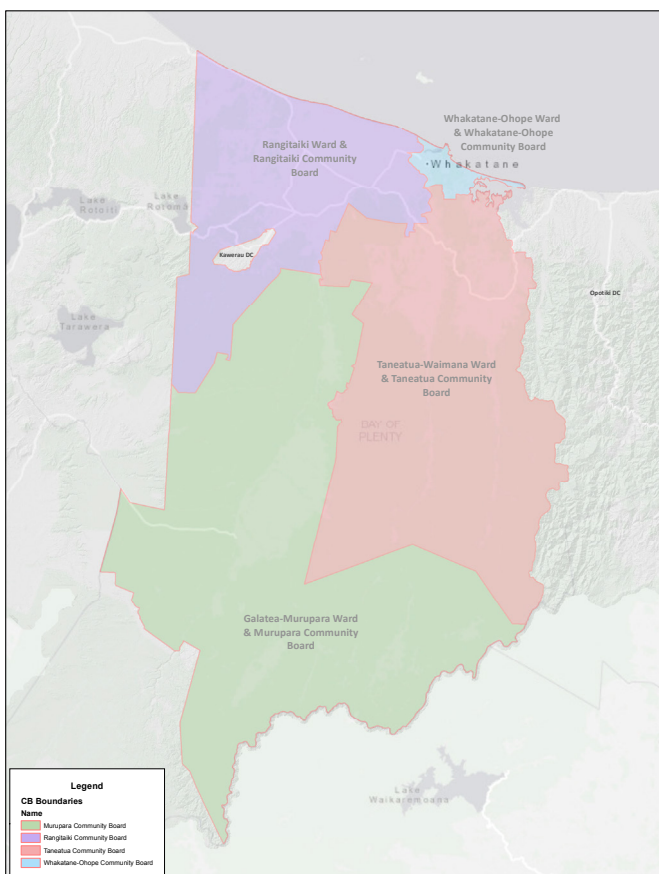 Whakatane-Ohope Ward
& Whakatane-Ohope
Community Board
Rangitaiki Ward &
Rangitaiki Community
Board
Whakatane
Lake
Rotoiti
Lake
Rotoma
Kawerau DC
Opotiki DC
Lake
Tarawera
Taneatua-Waimana Ward
& Taneatua Community
Board
BAY OF
PLENTY
Galatea-Murupara Ward
& Murupara Community
Board
Lake
Waikaremoana
Legend
CB Boundaries
Name
Murupara Community Board
Rangitaiki Community Board
Taneatua Community Board
Whakatane-Ohope Community Board